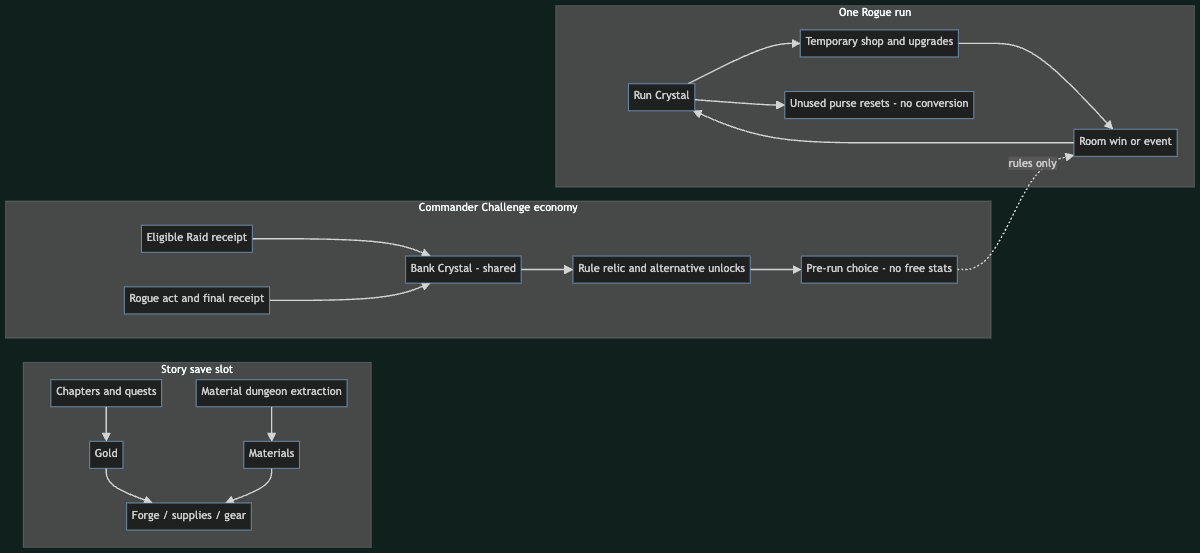 One Rogue run
Temporary shop and upgrades
Run Crystal
Unused purse resets - no conversion
Room win or event
rules only
Commander Challenge economy
Eligible Raid receipt
Bank Crystal - shared
Rule relic and alternative unlocks
Pre-run choice - no free stats
Rogue act and final receipt
Story save slot
Chapters and quests
Material dungeon extraction
Gold
Materials
Forge / supplies / gear